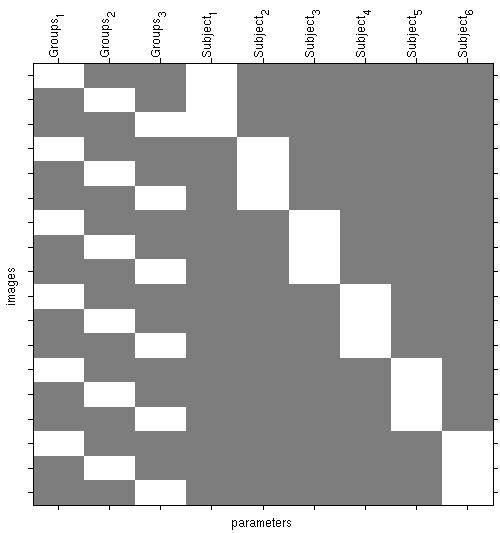 Groups1
Groups2
Groups3
Subject1
Subject2
Subject3
Subject4
Subject5
Subject6
images
parameters